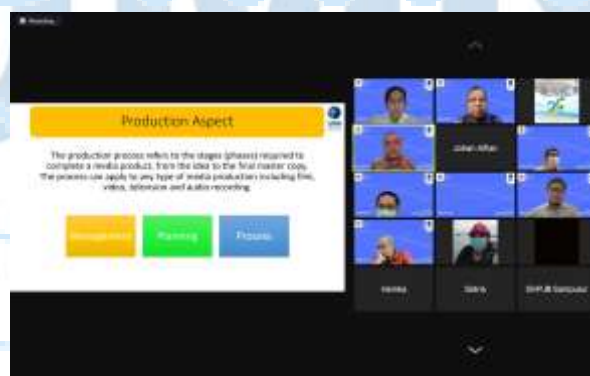 Recording
Production Aspect
The production process refers to the stages (phases) required to
complete a media product, from the idea to the final master copy.
The process can apply to any type of media production including film,
video, television and audio recording.
Management
Planning
Process